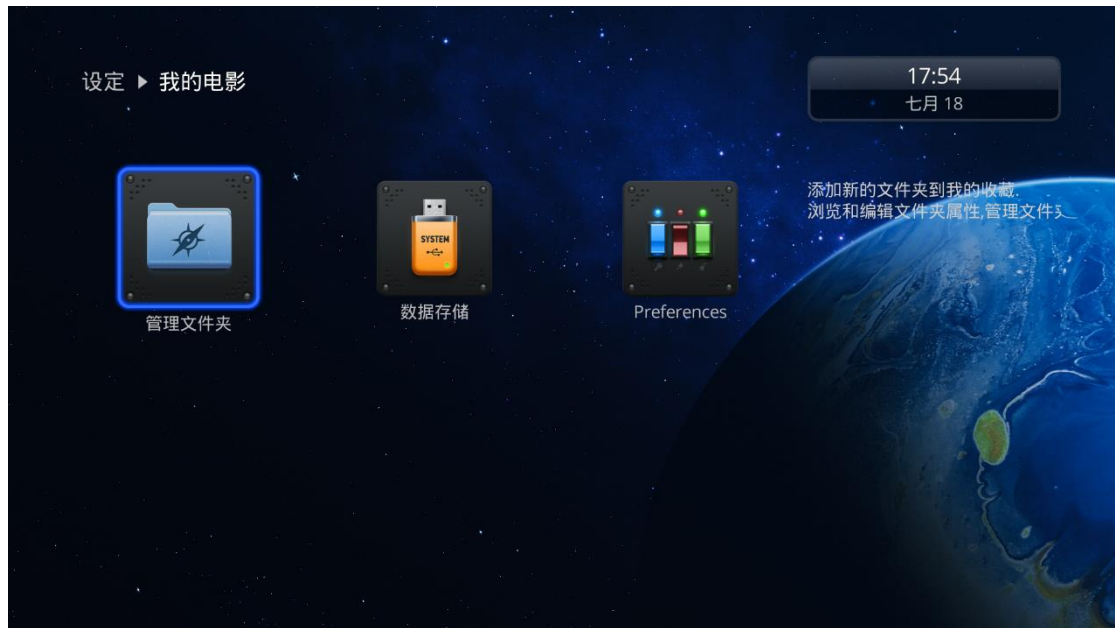 设定 ▶ 我的电影
17:54
七月 18
添加新的文件夹到我的收藏.
浏览和编辑文件夹属性,管理文件
SYSTEM
管理文件夹
数据存储
Preferences